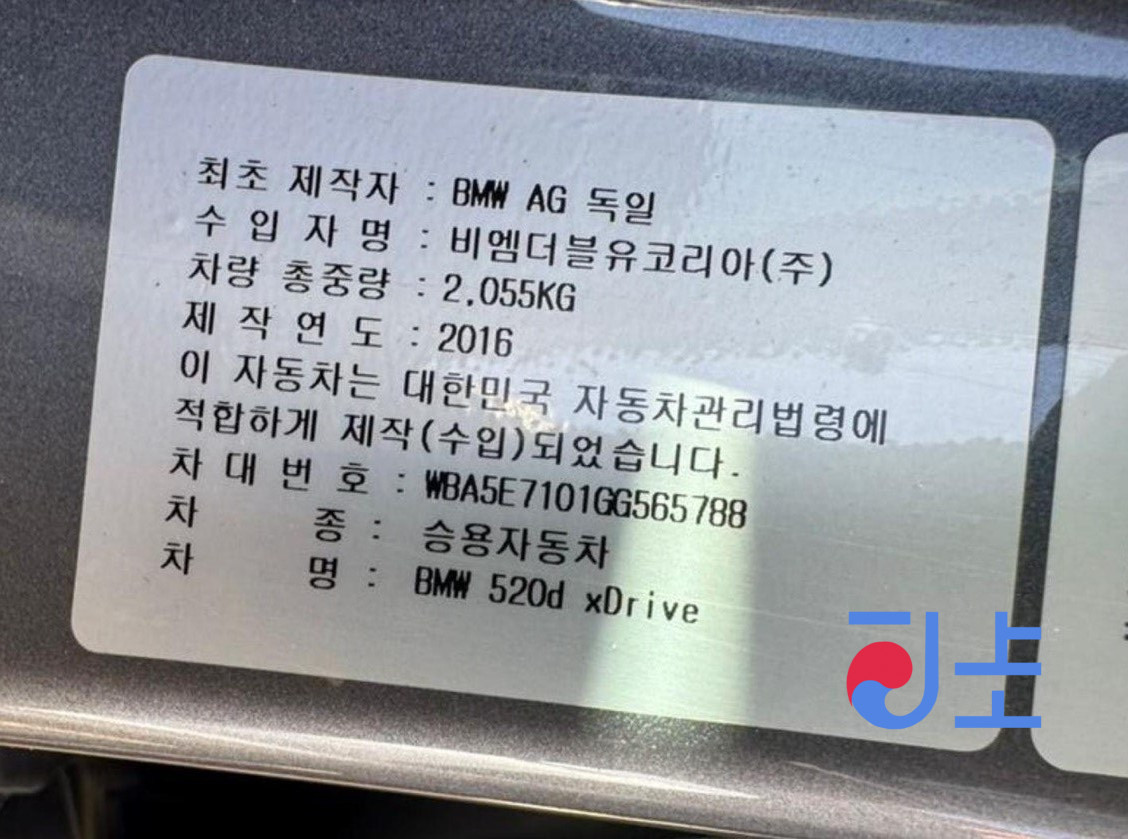 최초 제작자 : BMW AG 독일
수 입 자 명 : 비엠더블유코리아(주)
차량 총중량 : 2.055KG
제 작 연 도 : 2016
이 자동차는 대한민국 자동차관리법령에
적합하게 제작(수입)되었습니다.
차 대 번 호 : WBA5E7101GG565788
차 종 : 승용자동차
차 명 : BMW 520d xDrive